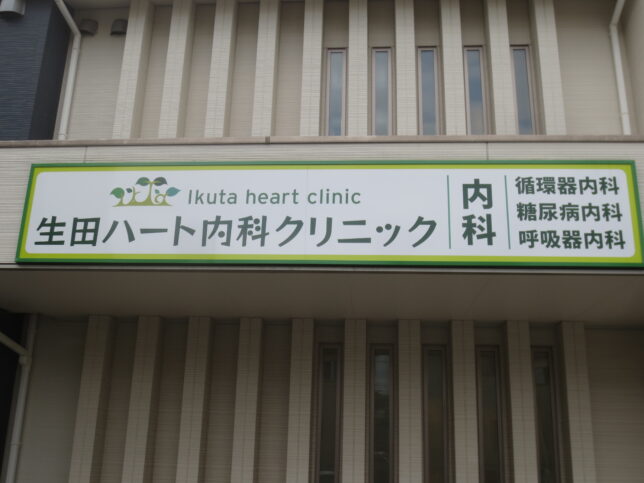 Ikuta heart clinic
生田ハート内科クリニック
内科
循環器内科
糖尿病内科
呼吸器内科